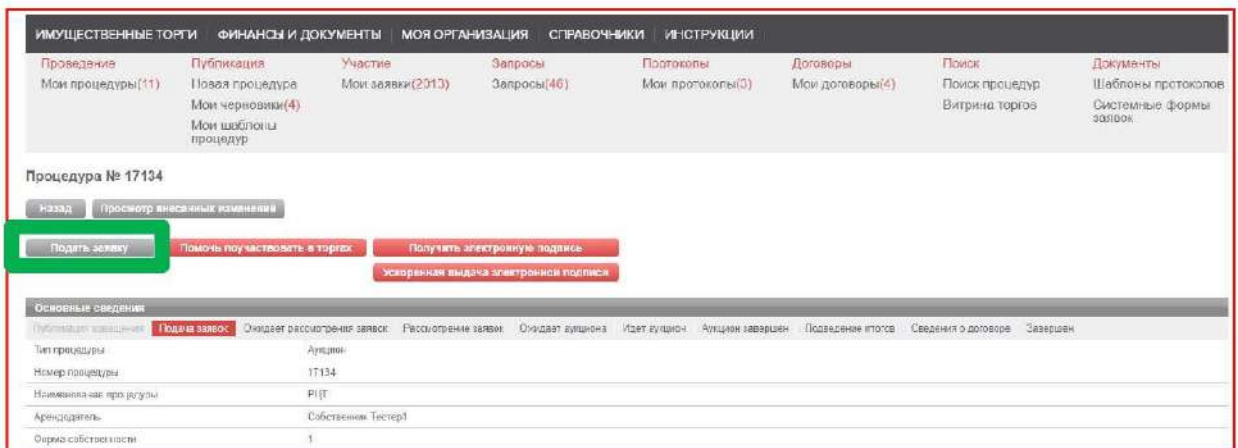 ИМУЩЕСТВЕННЫЕ ТОРГИ ФИНАНСЫ И ДОКУМЕНТЫ МОЯ ОРГАНИЗАЦИЯ СПРАВОЧНИКИ ИНСТРУКЦИИ
Проведение Публикация Участие Запросы Протоколы Договоры Поиск Документы
Мои процедуры(11) Новая процедура Мои заявки(2013) Запросы(46) Мои протоколы(3) Мои договоры(4) Поиск процедур Шаблоны протоколов
Мои черновики(4) Витрина торгов Системные формы
заявок
Мои шаблоны
процедур
Процедура № 17134
Назад Просмотр внесенных изменений
Подать заявку Помочь поучаствовать в торгах Получить электронную подпись
Ускоренная выдача электронной подписи
Основные сведения
Публикация извещения Подача заявок Ожидает рассмотрения заявок Рассмотрение заявок Ожидает аукциона Идет аукцион Аукцион завершен Подведение итогов Сведения о договоре Завершен
Тип процедуры Аукцион
Номер процедуры 17134
Наименование процедуры
Арендодатель Собственник Тестер1
Форма собственности 1